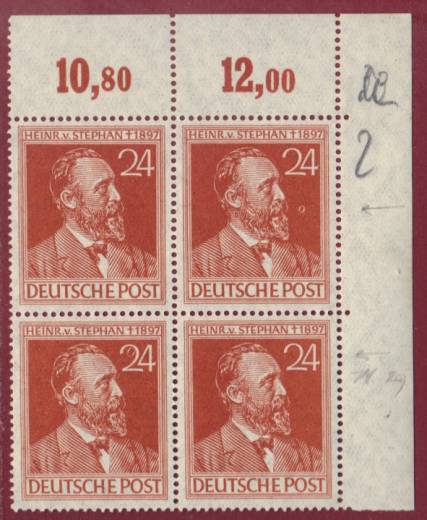 10,80 12,00
HEINR.v.STEPHAN †1897 HEINR.v.STEPHAN †1897
24 24
DEUTSCHE POST DEUTSCHE POST
HEINR.v.STEPHAN †1897 HEINR.v.STEPHAN †1897
24 24
DEUTSCHE POST DEUTSCHE POST
2